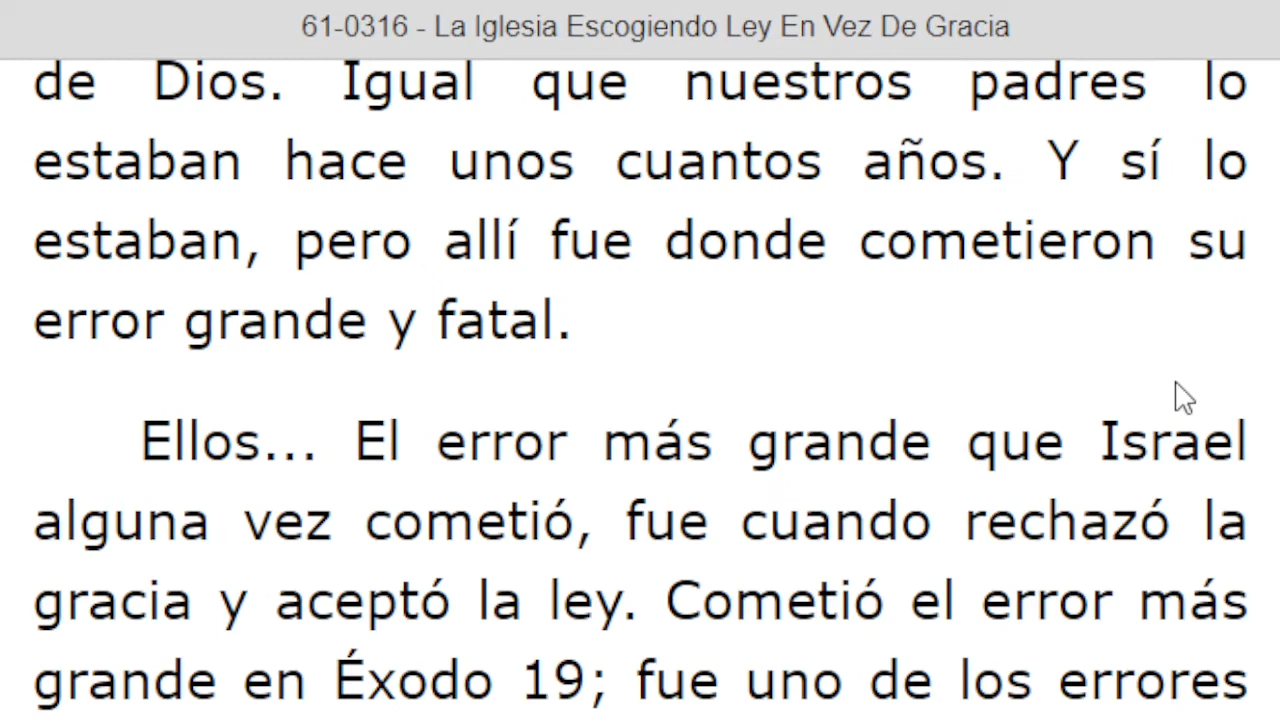 61-0316 - La Iglesia Escogiendo Ley En Vez De Gracia
de Dios. Igual que nuestros padres lo
estaban hace unos cuantos años. Y sí lo
estaban, pero allí fue donde cometieron su
error grande y fatal.
Ellos... El error más grande que Israel
alguna vez cometió, fue cuando rechazó la
gracia y aceptó la ley. Cometió el error más
grande en Éxodo 19; fue uno de los errores